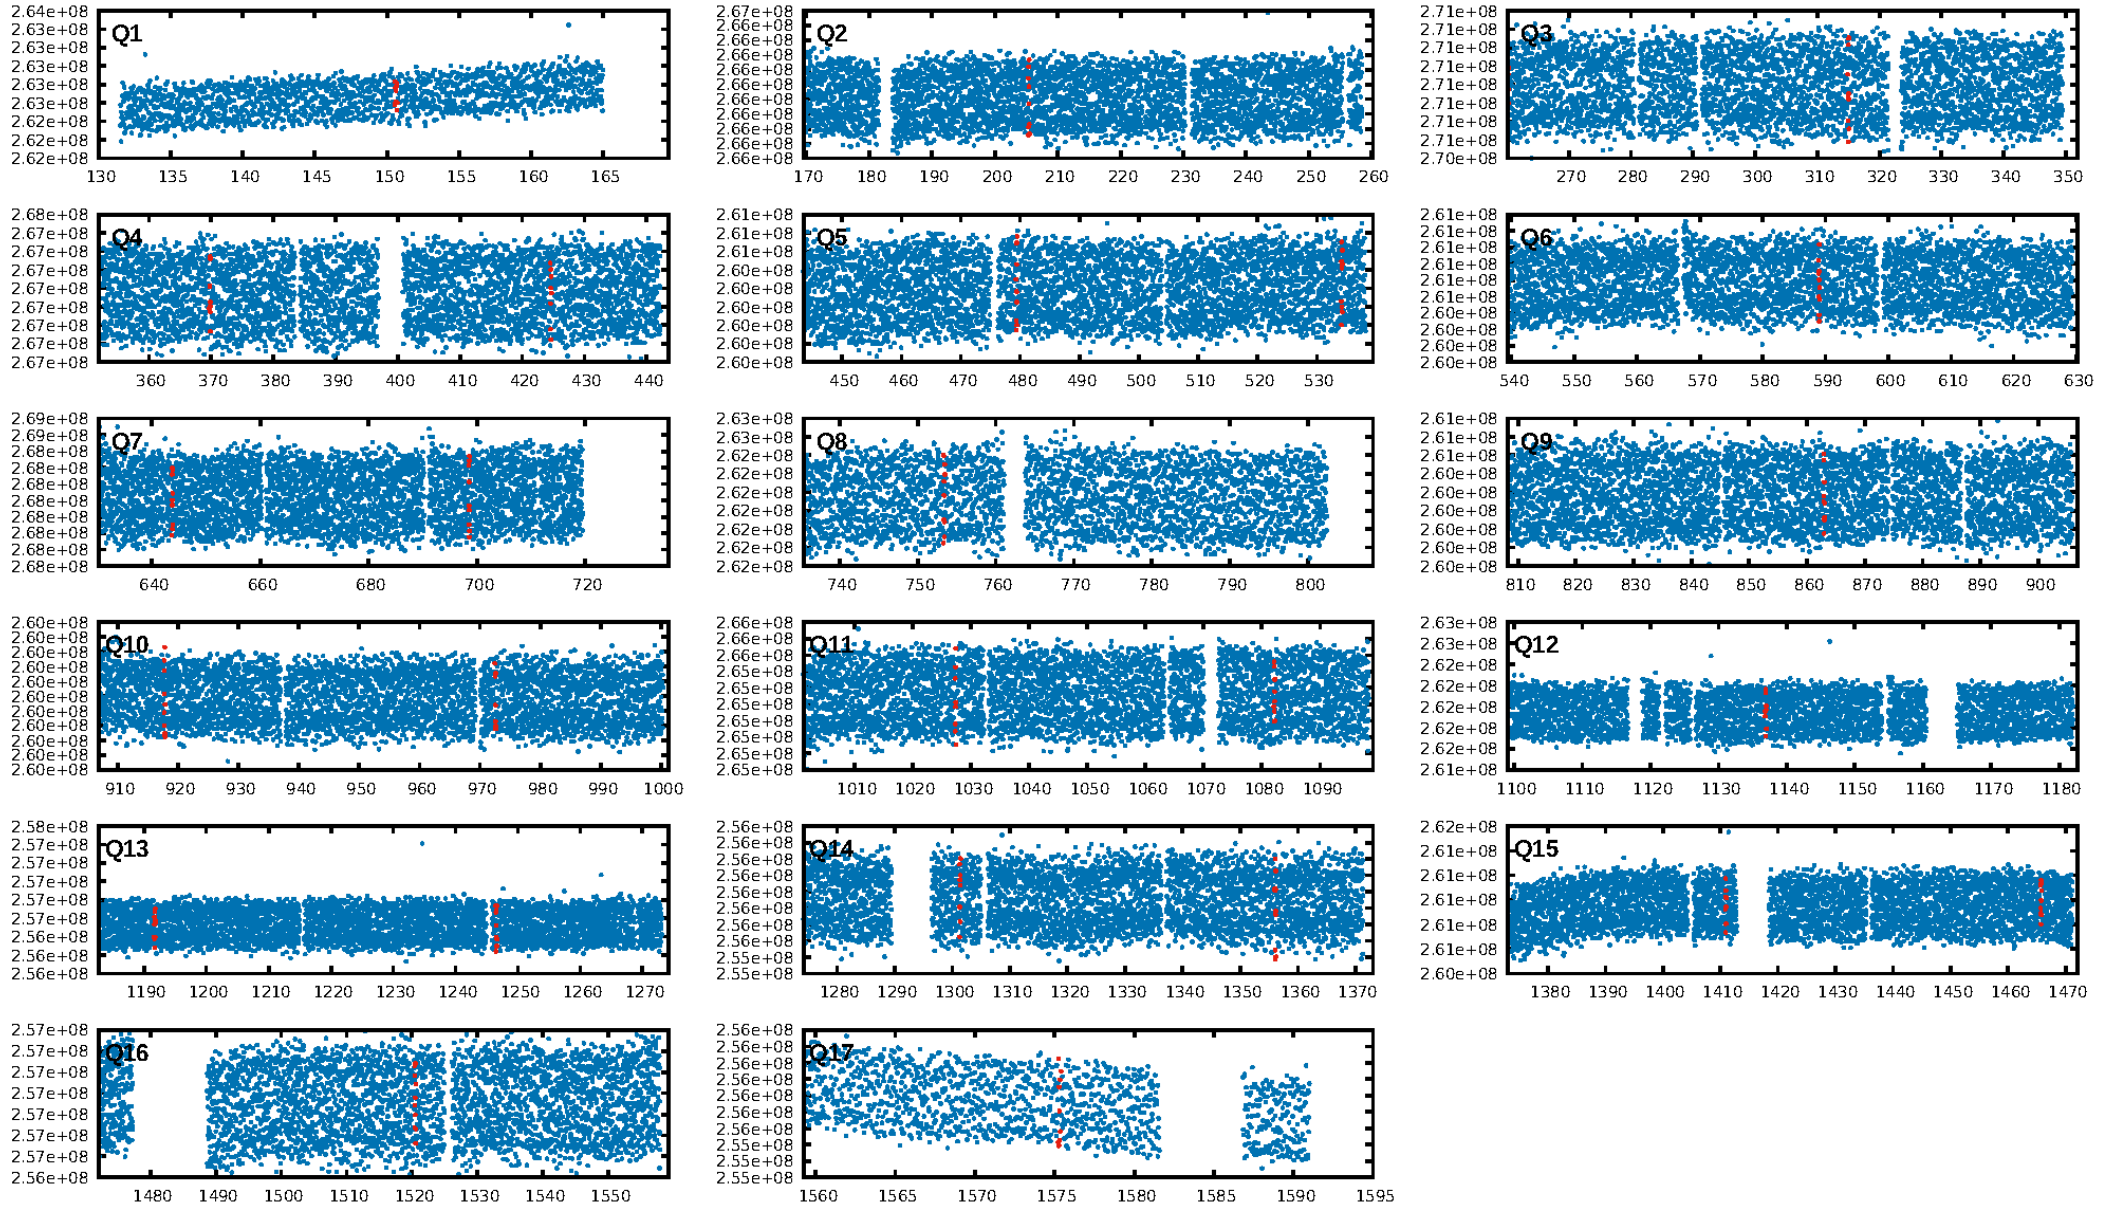 2.64e+08
2.63e+08
2.63e+08
2.63e+08
2.63e+08
2.63e+08
2.62e+08
2.62e+08
2.62e+08
Q1
130 135 140 145 150 155 160 165
2.67e+08
2.66e+08
2.66e+08
2.66e+08
2.66e+08
2.66e+08
2.66e+08
2.66e+08
2.66e+08
2.66e+08
2.66e+08
Q2
170 180 190 200 210 220 230 240 250 260
2.71e+08
2.71e+08
2.71e+08
2.71e+08
2.71e+08
2.71e+08
2.71e+08
2.71e+08
2.70e+08
Q3
270 280 290 300 310 320 330 340 350
2.68e+08
2.67e+08
2.67e+08
2.67e+08
2.67e+08
2.67e+08
2.67e+08
2.67e+08
2.67e+08
Q4
360 370 380 390 400 410 420 430 440
2.61e+08
2.61e+08
2.61e+08
2.60e+08
2.60e+08
2.60e+08
2.60e+08
2.60e+08
2.60e+08
Q5
450 460 470 480 490 500 510 520 530
2.61e+08
2.61e+08
2.61e+08
2.61e+08
2.61e+08
2.61e+08
2.60e+08
2.60e+08
2.60e+08
2.60e+08
Q6
540 550 560 570 580 590 600 610 620 630
2.69e+08
2.69e+08
2.68e+08
2.68e+08
2.68e+08
2.68e+08
2.68e+08
2.68e+08
2.68e+08
2.68e+08
Q7
640 660 680 700 720
2.63e+08
2.63e+08
2.62e+08
2.62e+08
2.62e+08
2.62e+08
2.62e+08
2.62e+08
2.62e+08
Q8
740 750 760 770 780 790 800
2.61e+08
2.61e+08
2.61e+08
2.60e+08
2.60e+08
2.60e+08
2.60e+08
2.60e+08
2.60e+08
Q9
810 820 830 840 850 860 870 880 890 900
2.60e+08
2.60e+08
2.60e+08
2.60e+08
2.60e+08
2.60e+08
2.60e+08
2.60e+08
2.60e+08
2.60e+08
2.60e+08
Q10
910 920 930 940 950 960 970 980 990 1000
2.66e+08
2.66e+08
2.66e+08
2.65e+08
2.65e+08
2.65e+08
2.65e+08
2.65e+08
2.65e+08
2.65e+08
Q11
1010 1020 1030 1040 1050 1060 1070 1080 1090
2.63e+08
2.63e+08
2.62e+08
2.62e+08
2.62e+08
2.62e+08
2.62e+08
2.61e+08
Q12
1100 1110 1120 1130 1140 1150 1160 1170 1180
2.58e+08
2.57e+08
2.57e+08
2.57e+08
2.57e+08
2.57e+08
2.56e+08
2.56e+08
2.56e+08
Q13
1190 1200 1210 1220 1230 1240 1250 1260 1270
2.56e+08
2.56e+08
2.56e+08
2.56e+08
2.56e+08
2.56e+08
2.56e+08
2.56e+08
2.55e+08
2.55e+08
Q14
1280 1290 1300 1310 1320 1330 1340 1350 1360 1370
2.62e+08
2.61e+08
2.61e+08
2.61e+08
2.61e+08
2.61e+08
2.60e+08
Q15
1380 1390 1400 1410 1420 1430 1440 1450 1460 1470
2.57e+08
2.57e+08
2.57e+08
2.57e+08
2.57e+08
2.57e+08
2.57e+08
2.56e+08
Q16
1480 1490 1500 1510 1520 1530 1540 1550
2.56e+08
2.56e+08
2.56e+08
2.56e+08
2.56e+08
2.56e+08
2.56e+08
2.55e+08
2.55e+08
2.55e+08
Q17
1560 1565 1570 1575 1580 1585 1590 1595